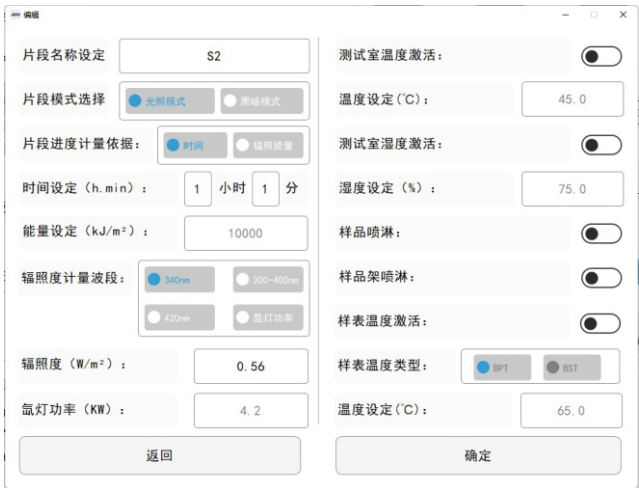 编辑
片段名称设定 S2
片段模式选择 光照模式 黑暗模式
片段进度计量依据: 时间 辐照能量
时间设定（h.min）: 1 小时 1 分
能量设定（kJ/m²）: 10000
辐照度计量波段: 340nm 300-400nm
420nm 氙灯功率
辐照度（W/m²）: 0.56
氙灯功率（KW）: 4.2
返回
测试室温度激活:
温度设定(℃): 45.0
测试室湿度激活:
湿度设定（%）: 75.0
样品喷淋:
样品架喷淋:
样表温度激活:
样表温度类型: BPT BST
温度设定(℃): 65.0
确定